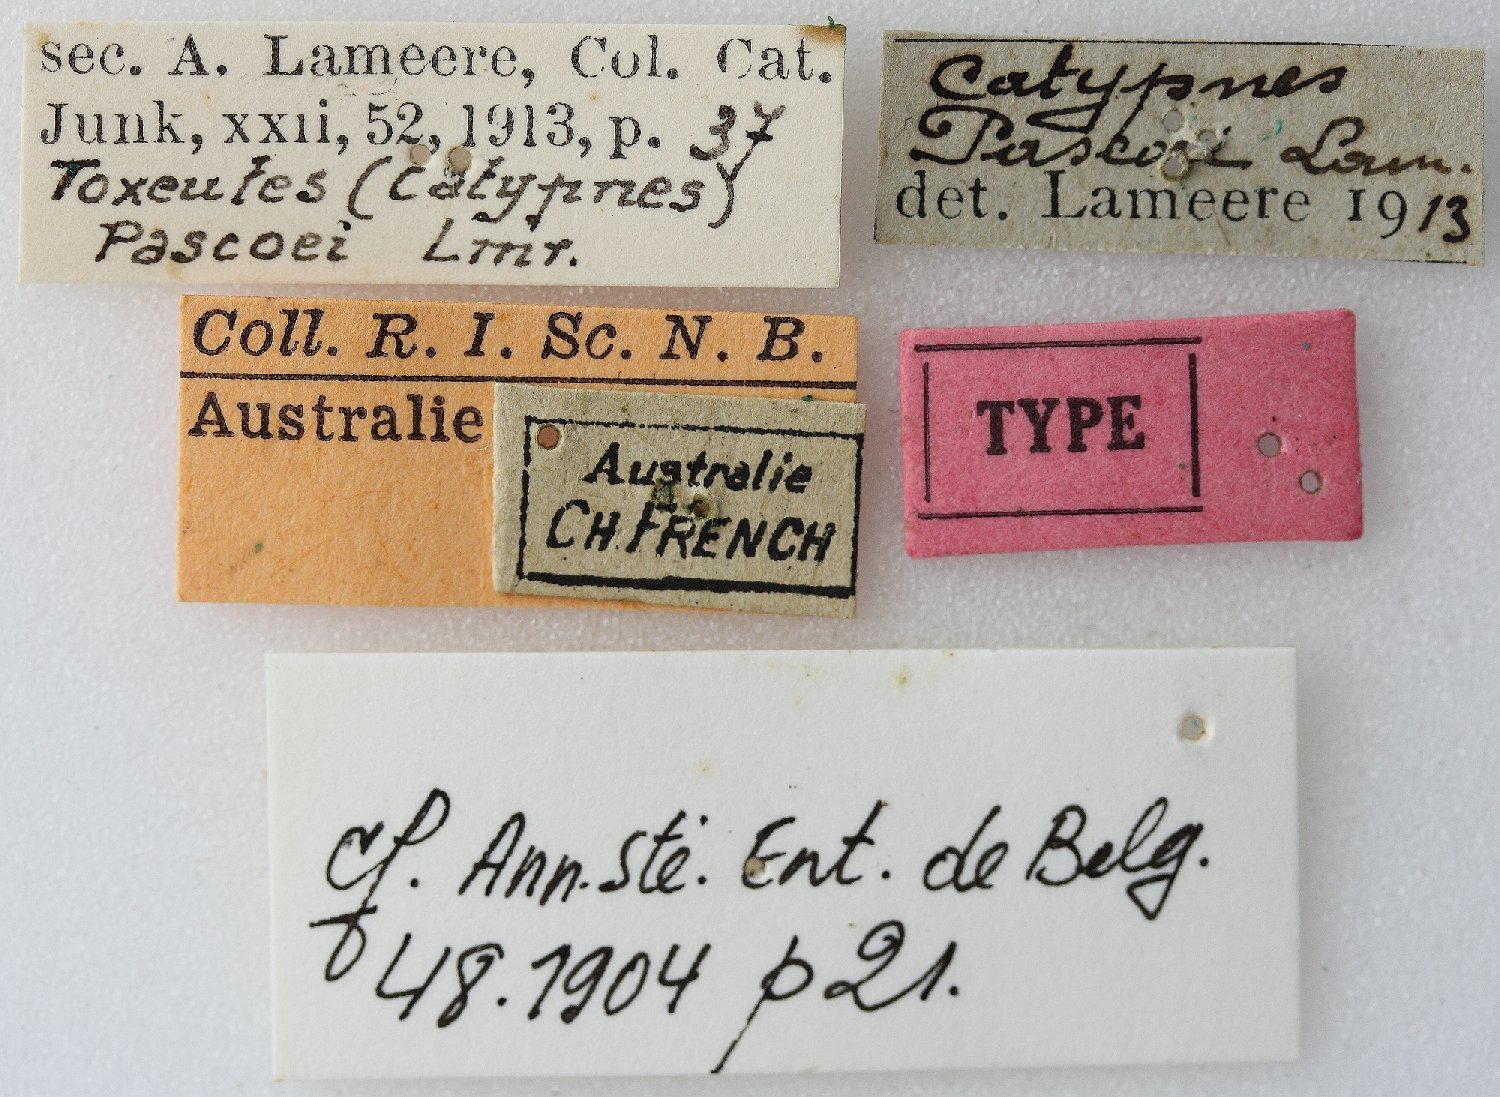 sec. A. Lameere, Col. Cat.
Junk, xxii, 52, 1913, p. 37
Toxeutes (Catypnes)
Pascoei Lmr.
Catypnes
Pascoei Lam.
det. Lameere 1913
Coll. R. I. Sc. N. B.
Australie
Australie
CH. FRENCH
TYPE
cf. Ann. Sté. Ent. de Belg.
T 48. 1904 p 21.